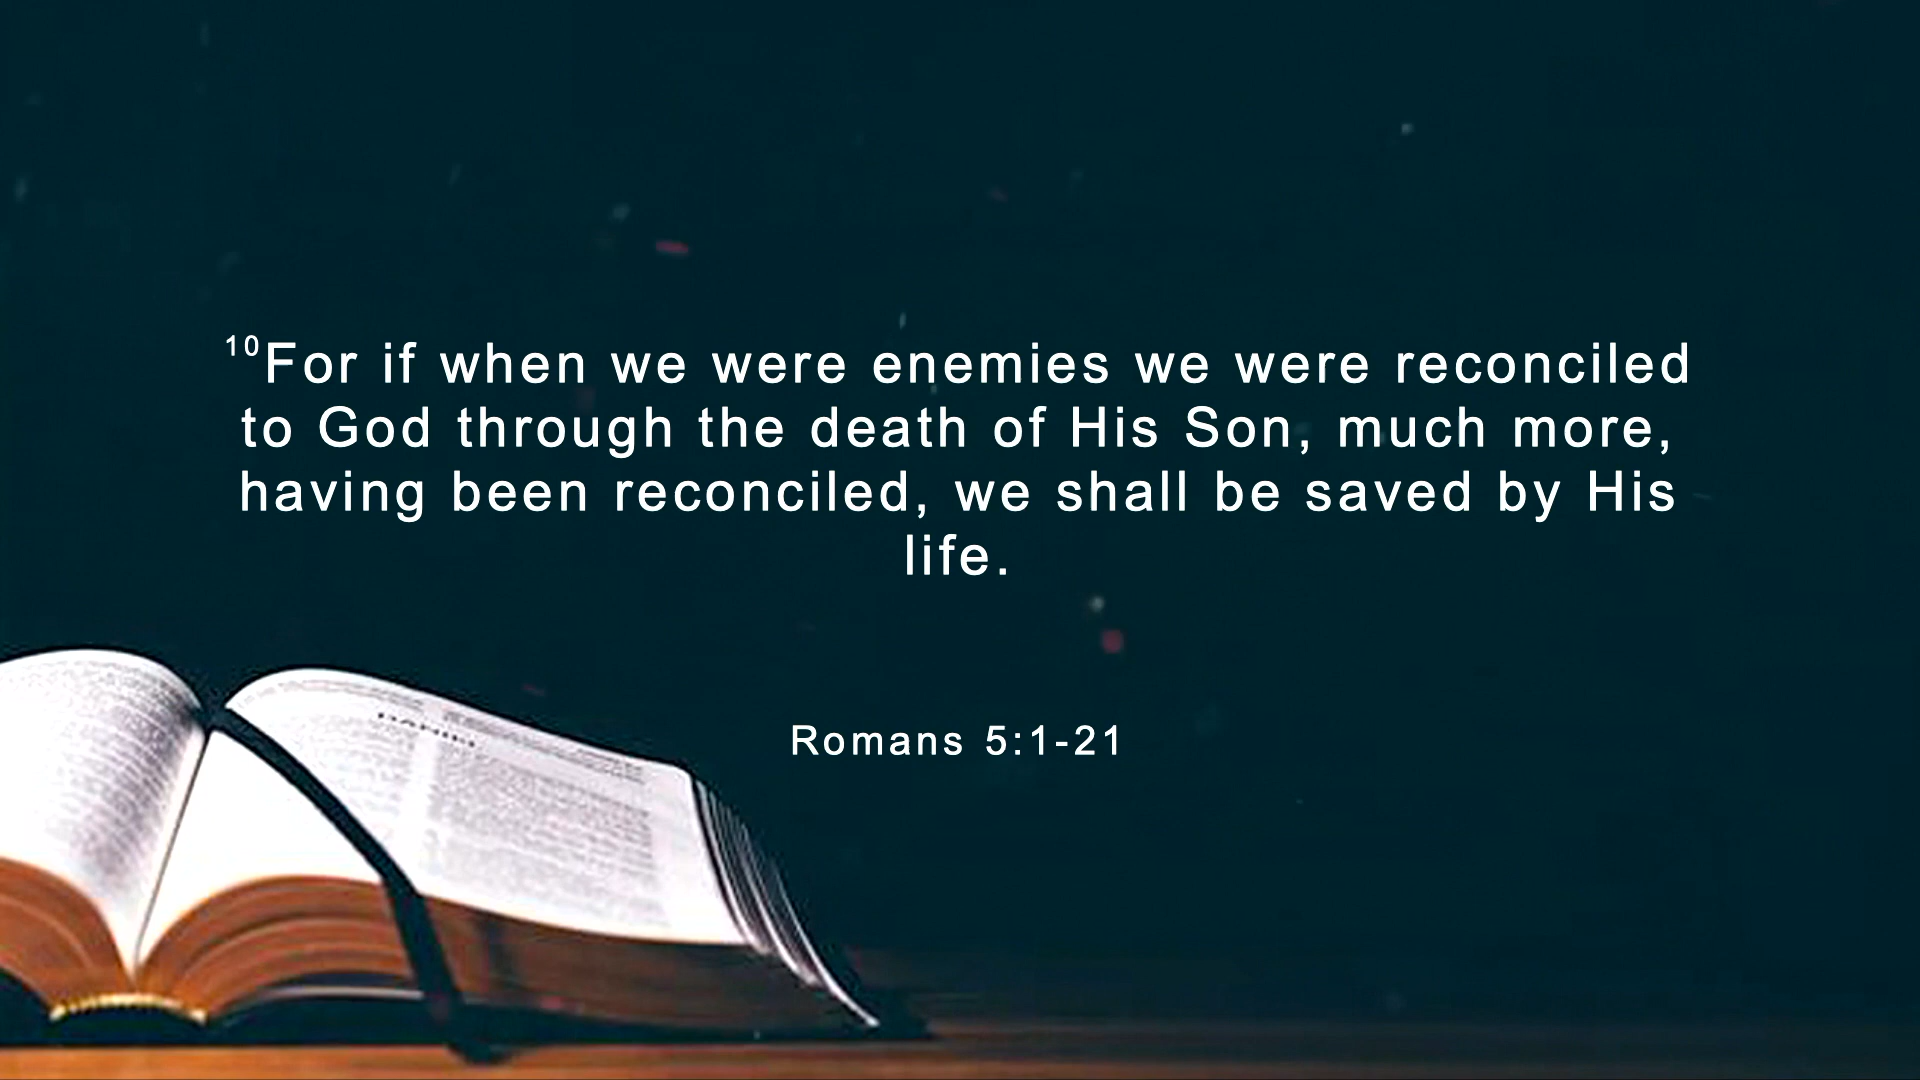 ¹⁰For if when we were enemies we were reconciled
to God through the death of His Son, much more,
having been reconciled, we shall be saved by His
life.
Romans 5:1-21